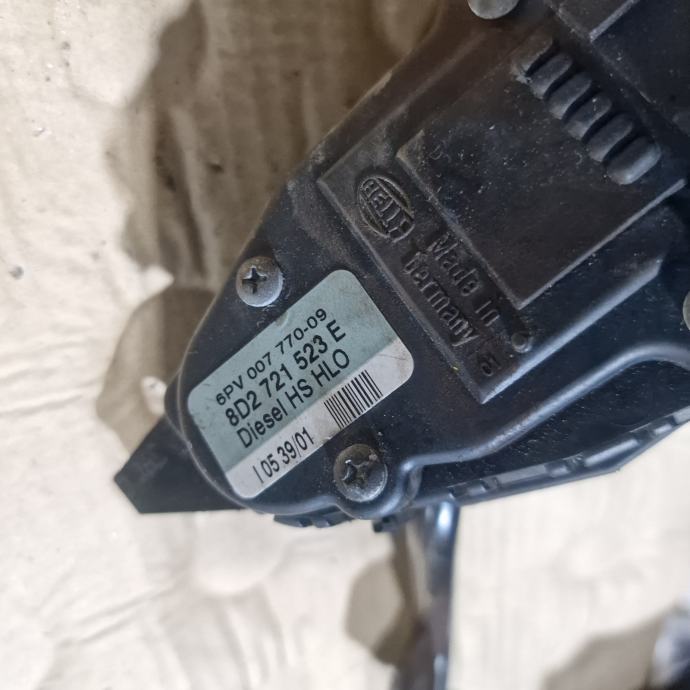 HELLA
Made in
Germany
6PV 007 770-09
8D2 721 523 E
Diesel HS HLO
I 05 39/01